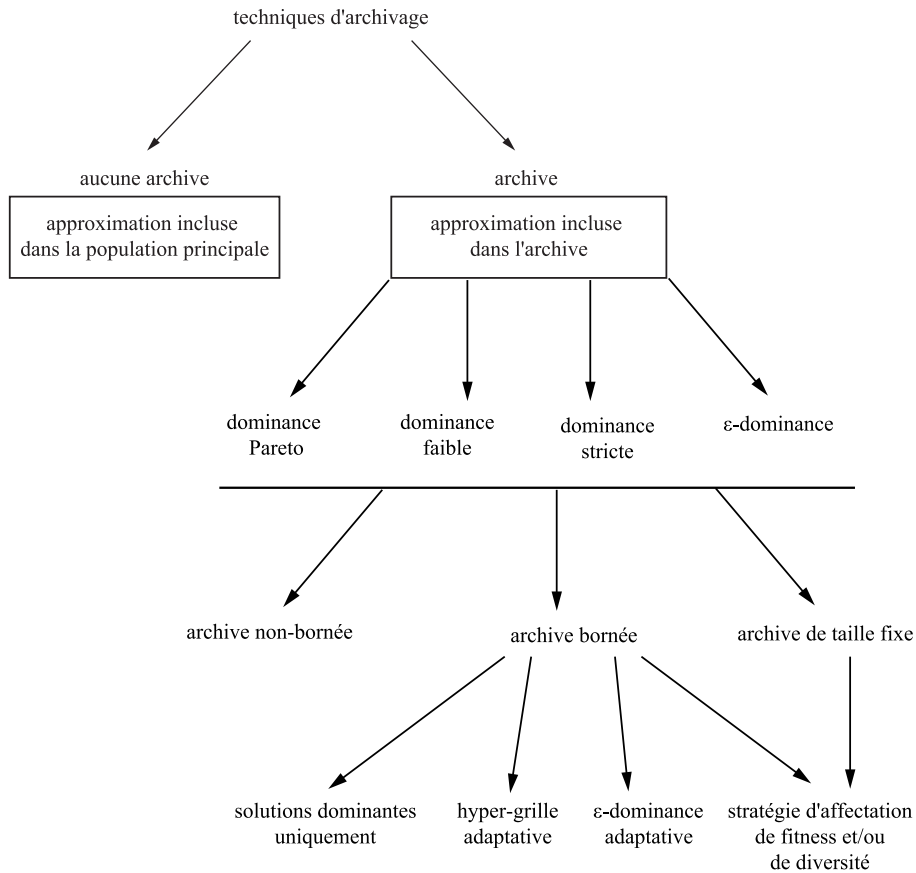 techniques d'archivage
aucune archive
archive
approximation incluse
dans la population principale
approximation incluse
dans l'archive
dominance
Pareto
dominance
faible
dominance
stricte
ε-dominance
archive non-bornée
archive bornée
archive de taille fixe
solutions dominantes
uniquement
hyper-grille
adaptative
ε-dominance
adaptative
stratégie d'affectation
de fitness et/ou
de diversité